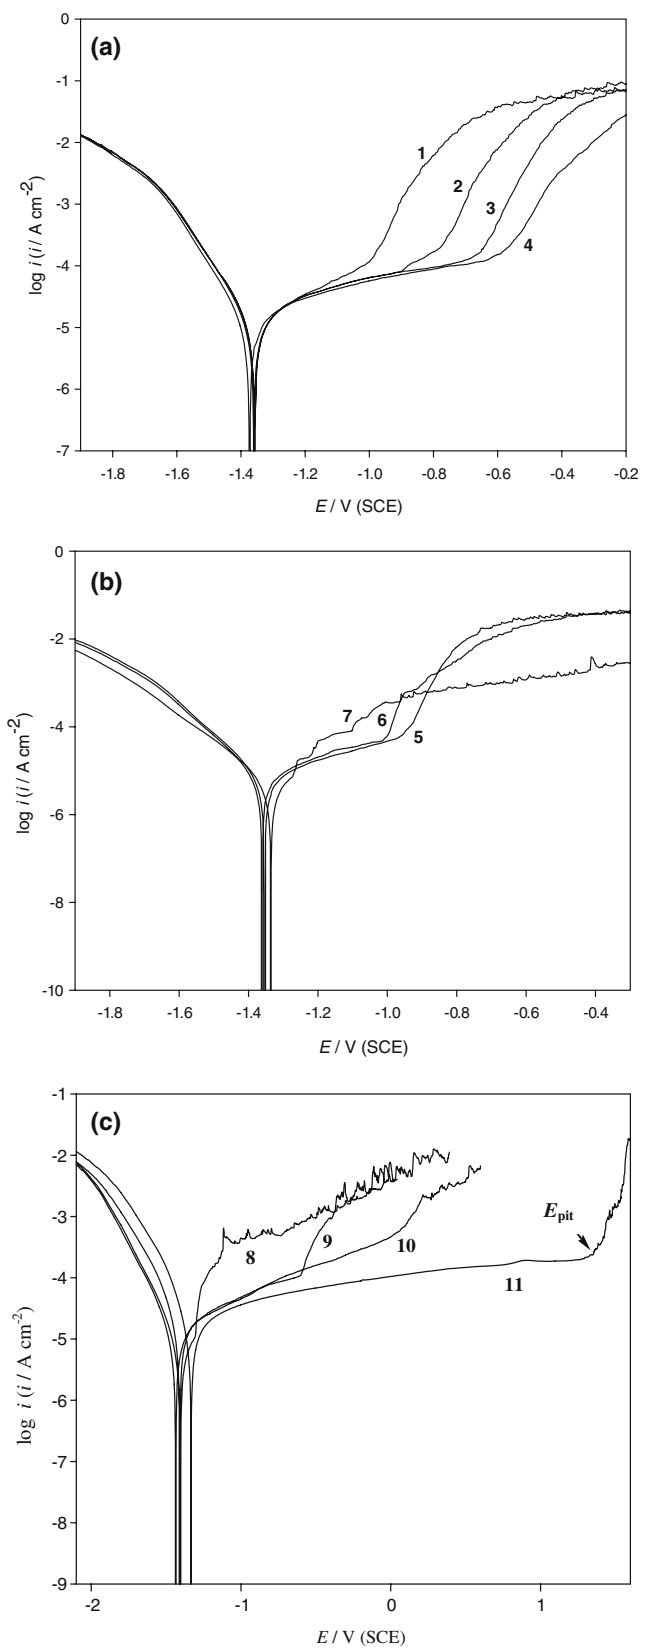 (a)
0
-1
-2
-3
-4
-5
-6
-7
log i (i / A cm-2)
1
2
3
4
-1.8 -1.6 -1.4 -1.2 -1.0 -0.8 -0.6 -0.4 -0.2
E / V (SCE)
(b)
0
-2
-4
-6
-8
-10
log i (i / A cm-2)
7
6
5
-1.8 -1.6 -1.4 -1.2 -1.0 -0.8 -0.6 -0.4
E / V (SCE)
(c)
-1
-2
-3
-4
-5
-6
-7
-8
-9
log i (i / A cm-2)
8
9
10
11
Epit
-2 -1 0 1
E / V (SCE)